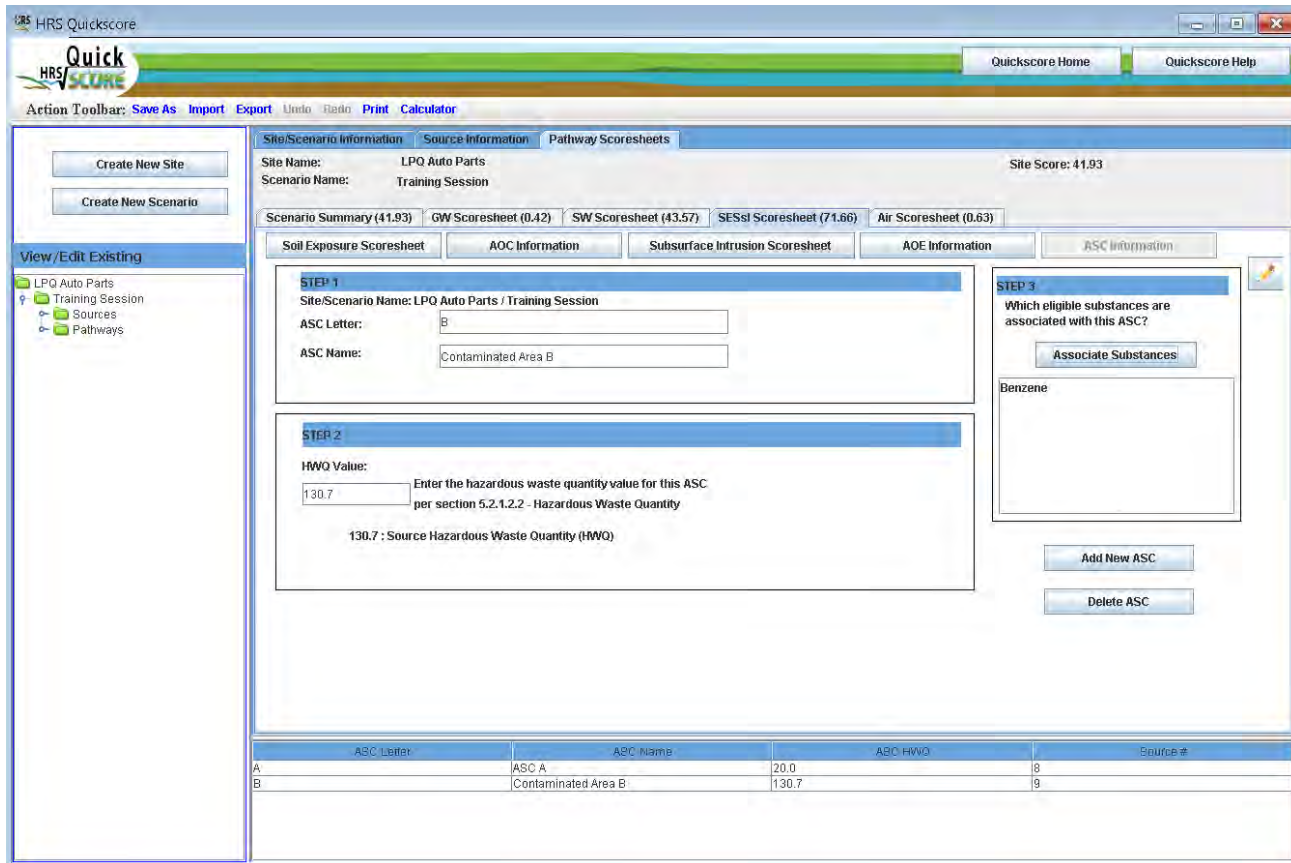 HRS Quickscore
Quick
HRS SCORE
Quickscore Home
Quickscore Help
Action Toolbar: Save As Import Export Undo Redo Print Calculator
Create New Site
Create New Scenario
View/Edit Existing
LPQ Auto Parts
Training Session
Sources
Pathways
Site/Scenario Information Source Information Pathway Scoresheets
Site Name: LPQ Auto Parts
Site Score: 41.93
Scenario Name: Training Session
Scenario Summary (41.93) GW Scoresheet (0.42) SW Scoresheet (43.57) SESsI Scoresheet (71.66) Air Scoresheet (0.63)
Soil Exposure Scoresheet AOC Information Subsurface Intrusion Scoresheet AOE Information ASC Information
STEP 1
Site/Scenario Name: LPQ Auto Parts / Training Session
ASC Letter: B
ASC Name: Contaminated Area B
STEP 2
HWQ Value:
130.7
Enter the hazardous waste quantity value for this ASC
per section 5.2.1.2.2 - Hazardous Waste Quantity
130.7 : Source Hazardous Waste Quantity (HWQ)
STEP 3
Which eligible substances are
associated with this ASC?
Associate Substances
Benzene
Add New ASC
Delete ASC
ASC Letter ASC Name ASC HWQ Source #
A ASC A 20.0 8
B Contaminated Area B 130.7 9